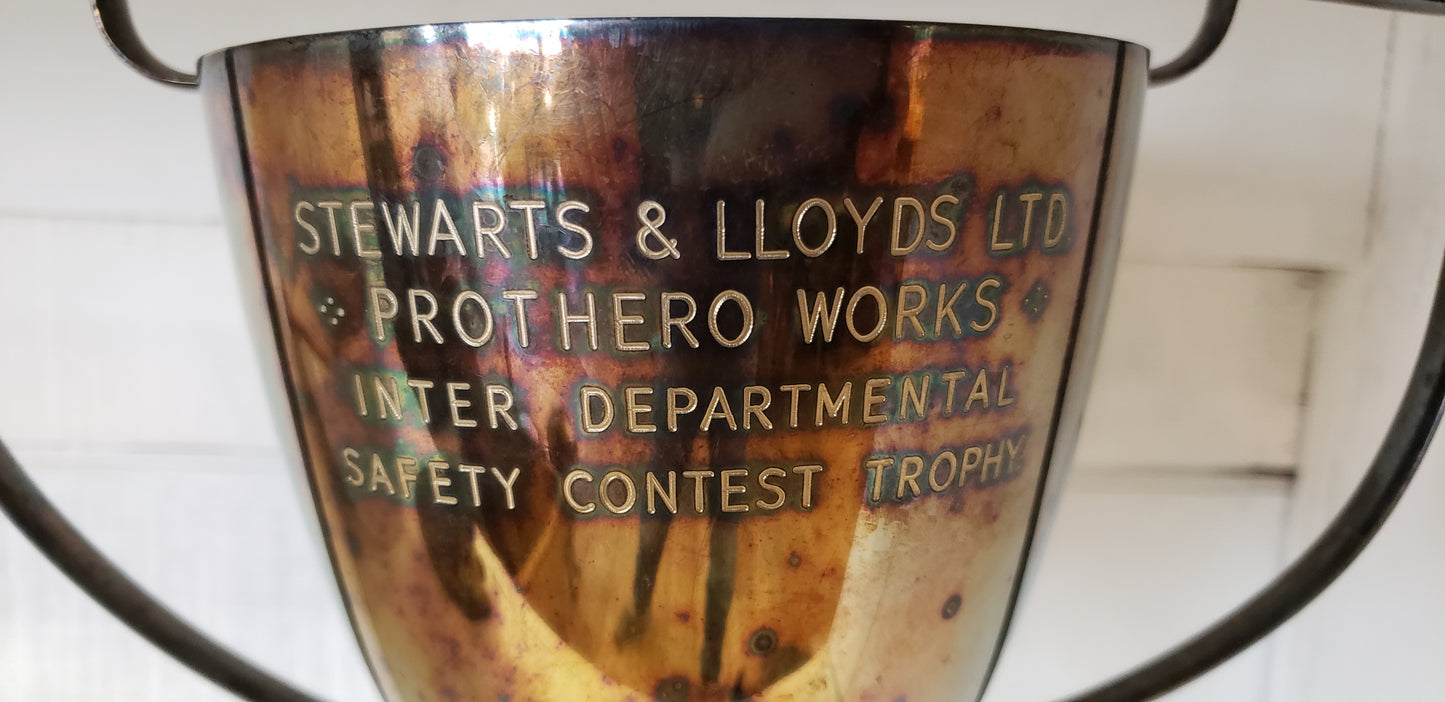 STEWARTS & LLOYDS LTD.
PROTHERO WORKS
INTER DEPARTMENTAL
SAFETY CONTEST TROPHY.